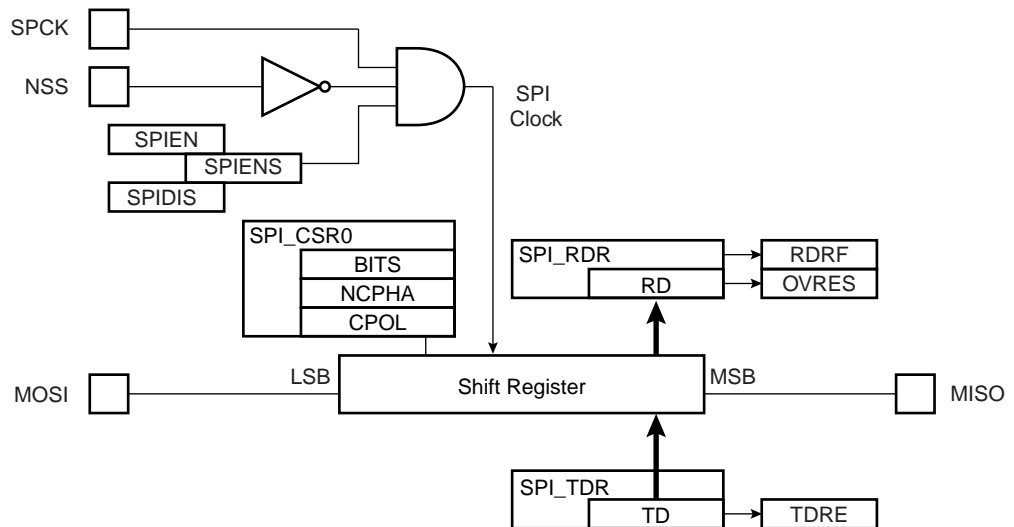 SPCK
NSS
SPI
Clock
SPIEN
SPIENS
SPIDIS
SPI_CSR0
BITS
NCPHA
CPOL
SPI_RDR
RD
RDRF
OVRES
MOSI
LSB
Shift Register
MSB
MISO
SPI_TDR
TD
TDRE